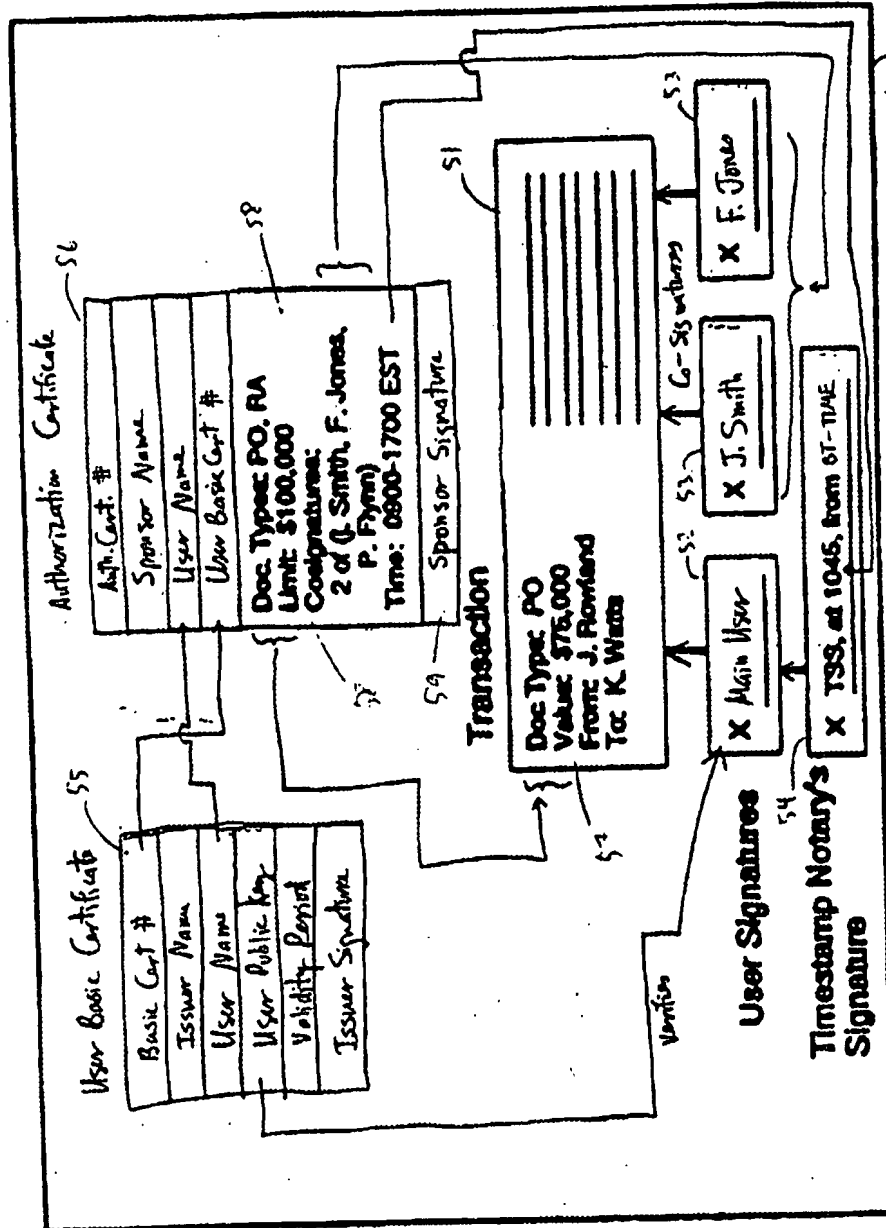 User Basic Certificate
55
Basic Cert #
Issuer Name
User Name
User Public Key
Validity Period
Issuer Signature
Authorization Certificate
56
Auth. Cert. #
Sponsor Name
User Name
User Basic Cert #
Doc. Types: PO, RA
Limit: $100,000
Cosignatures:
2 of (J. Smith, F. Jones,
P. Flynn)
Time: 0900-1700 EST
58
Sponsor Signature
59
Transaction
51
Doc Type: PO
Value: $75,000
From: J. Rowland
To: K. Watts
57
verifies
Co-Signatures
52
X Main User
53
X J. Smith
53
X F. Jones
User Signatures
54
X TSS, at 1045, from BT-TIME
Timestamp Notary's
Signature